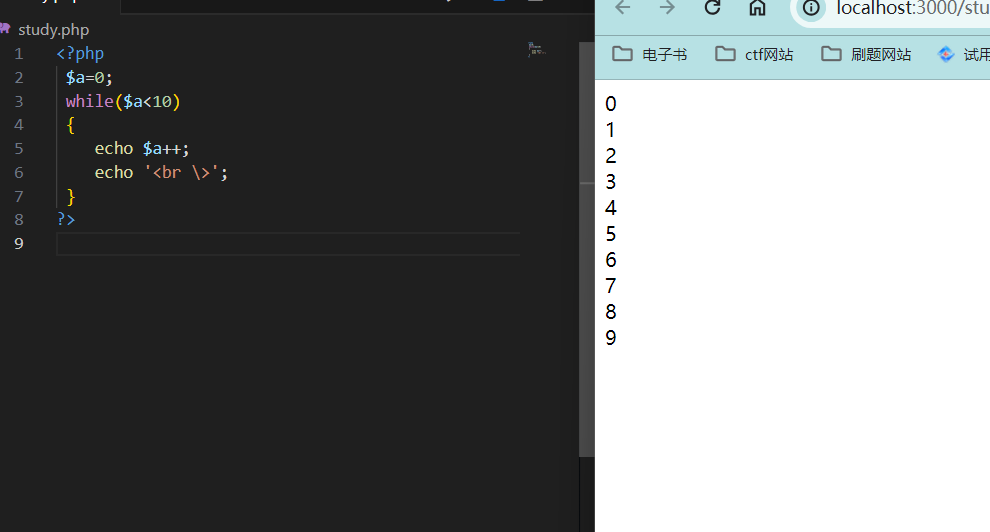 study.php
1 <?php
2 $a=0;
3 while($a<10)
4 {
5 echo $a++;
6 echo '<br \>';
7 }
8 ?>
9
localhost:3000/stu
电子书 ctf网站 刷题网站 试用
0
1
2
3
4
5
6
7
8
9